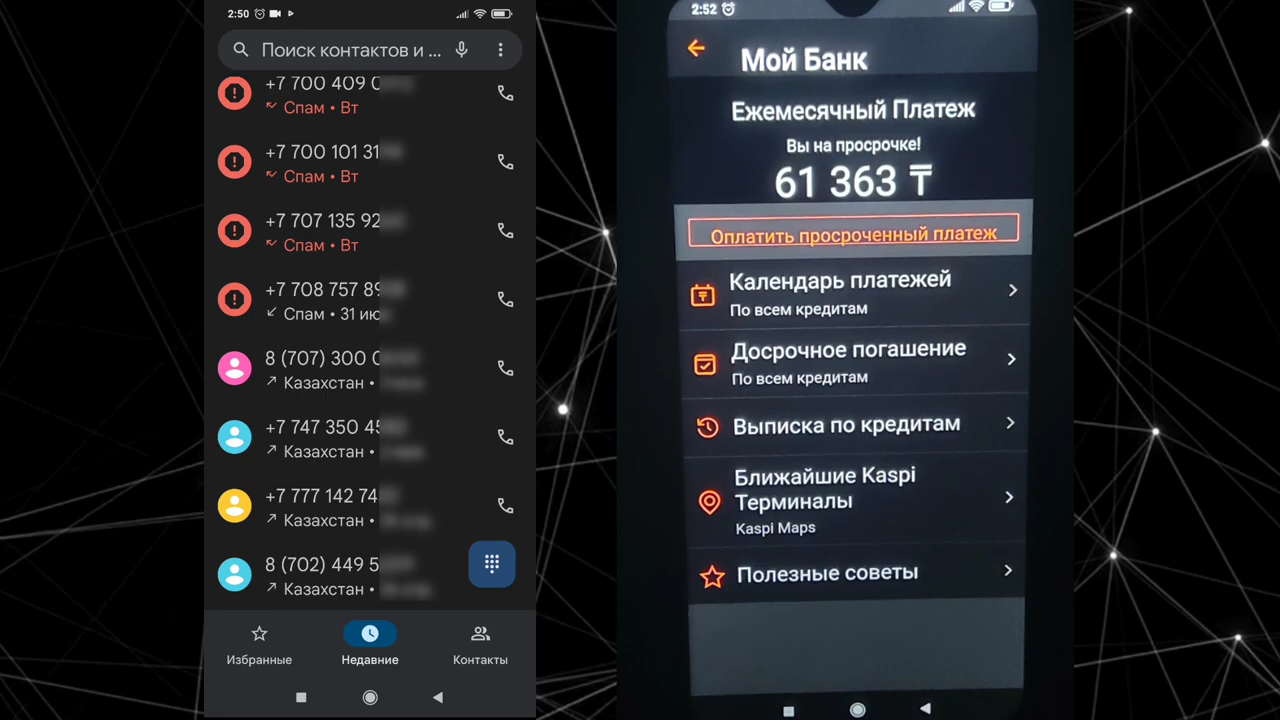 2:50
Поиск контактов и ...
+7 700 409 0
Спам • Вт
+7 700 101 31
Спам • Вт
+7 707 135 92
Спам • Вт
+7 708 757 89
Спам • 31 ию
8 (707) 300 0
Казахстан •
+7 747 350 45
Казахстан •
+7 777 142 74
Казахстан •
8 (702) 449 5
Казахстан •
Избранные
Недавние
Контакты
2:52
Мой Банк
Ежемесячный Платеж
Вы на просрочке!
61 363 ₸
Оплатить просроченный платеж
Календарь платежей
По всем кредитам
Досрочное погашение
По всем кредитам
Выписка по кредитам
Ближайшие Kaspi
Терминалы
Kaspi Maps
Полезные советы